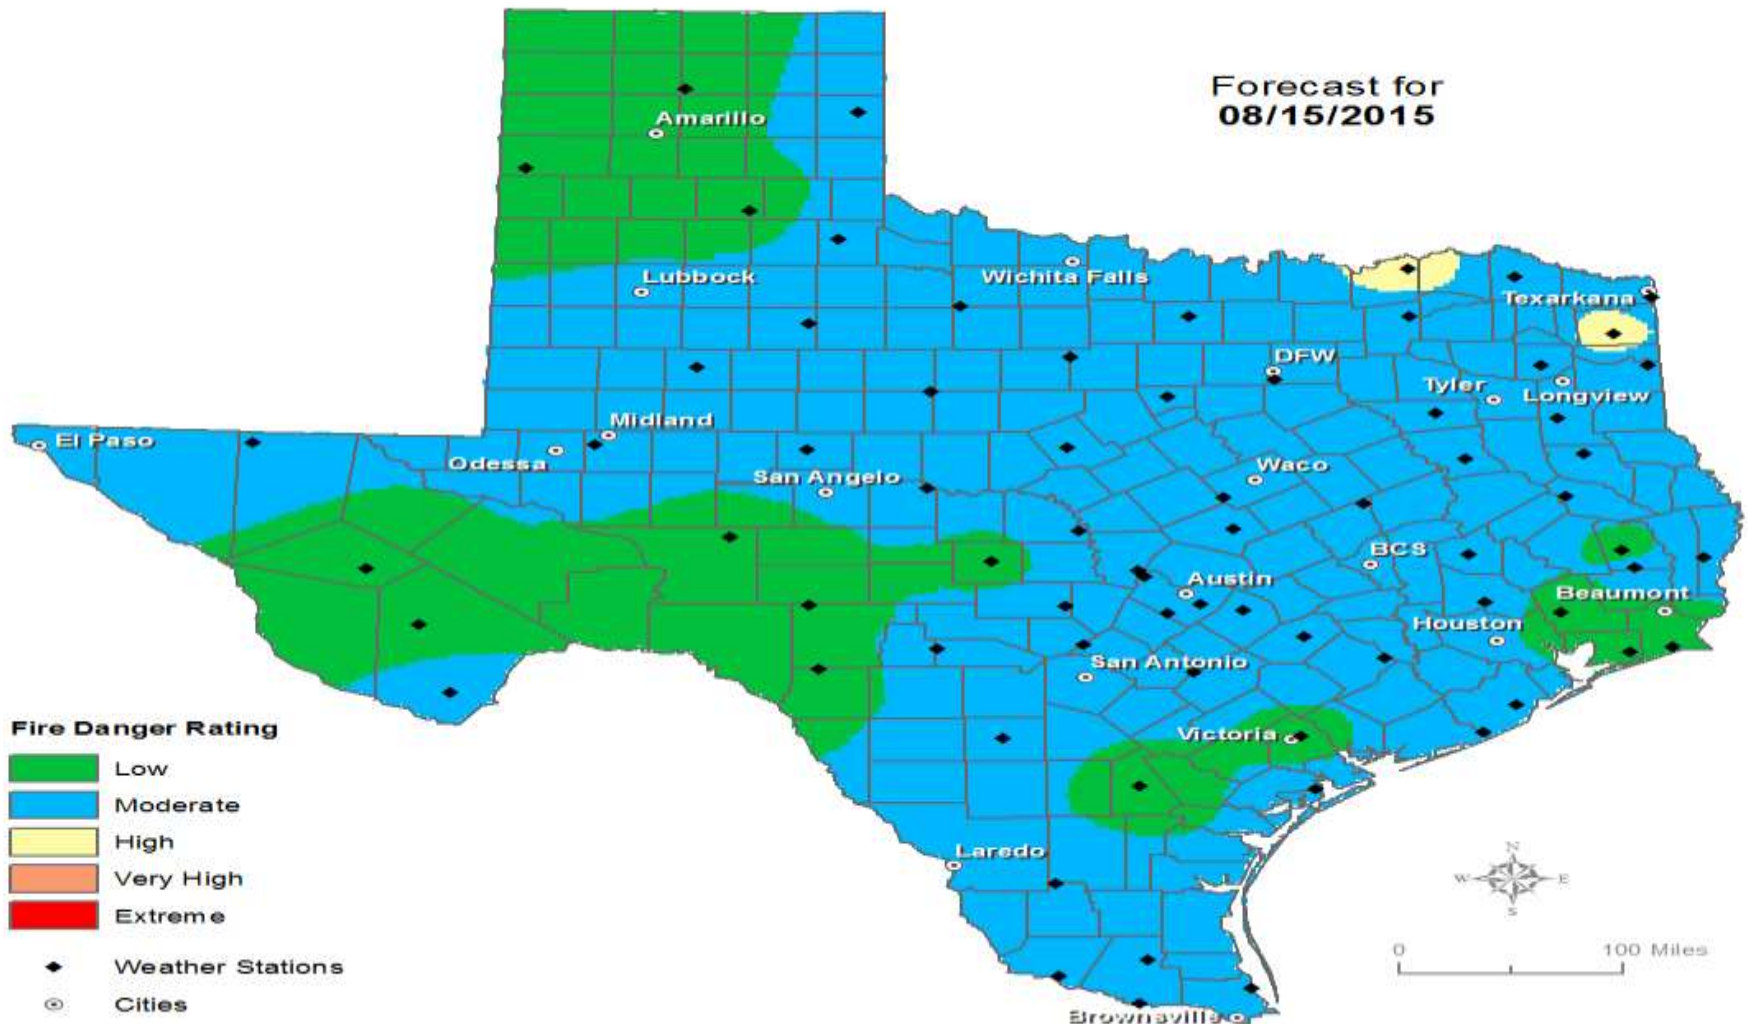 Forecast for
08/15/2015
Amarillo
Lubbock
Wichita Falls
Texarkana
DFW
Tyler
Longview
Midland
El Paso
Odessa
San Angelo
Waco
BCS
Austin
Beaumont
Houston
San Antonio
Victoria
Laredo
Brownsville
Fire Danger Rating
Low
Moderate
High
Very High
Extreme
Weather Stations
Cities
N
W
E
S
0
100 Miles